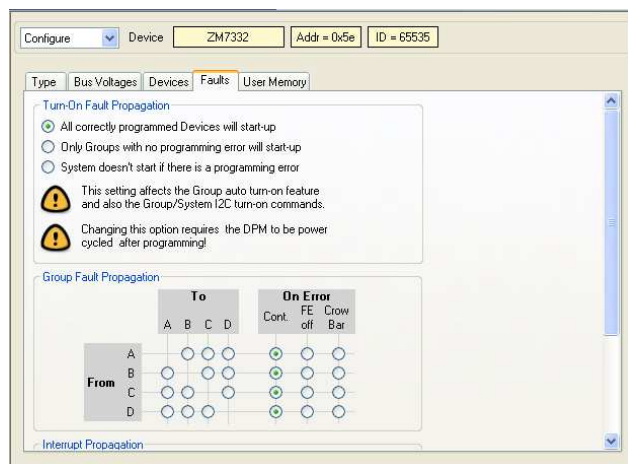 Configure Device ZM7332 Addr = 0x5e ID = 65535
Type Bus Voltages Devices Faults User Memory
Turn-On Fault Propagation
All correctly programmed Devices will start-up
Only Groups with no programming error will start-up
System doesn't start if there is a programming error
This setting affects the Group auto turn-on feature
and also the Group/System I2C turn-on commands.
Changing this option requires the DPM to be power
cycled after programming!
Group Fault Propagation
To On Error
A B C D Cont. FE off Crow Bar
From
A
B
C
D
Interrupt Propagation